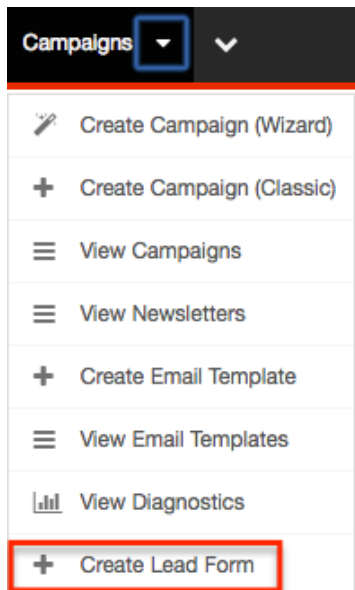 Campaigns
Create Campaign (Wizard)
Create Campaign (Classic)
View Campaigns
View Newsletters
Create Email Template
View Email Templates
View Diagnostics
Create Lead Form